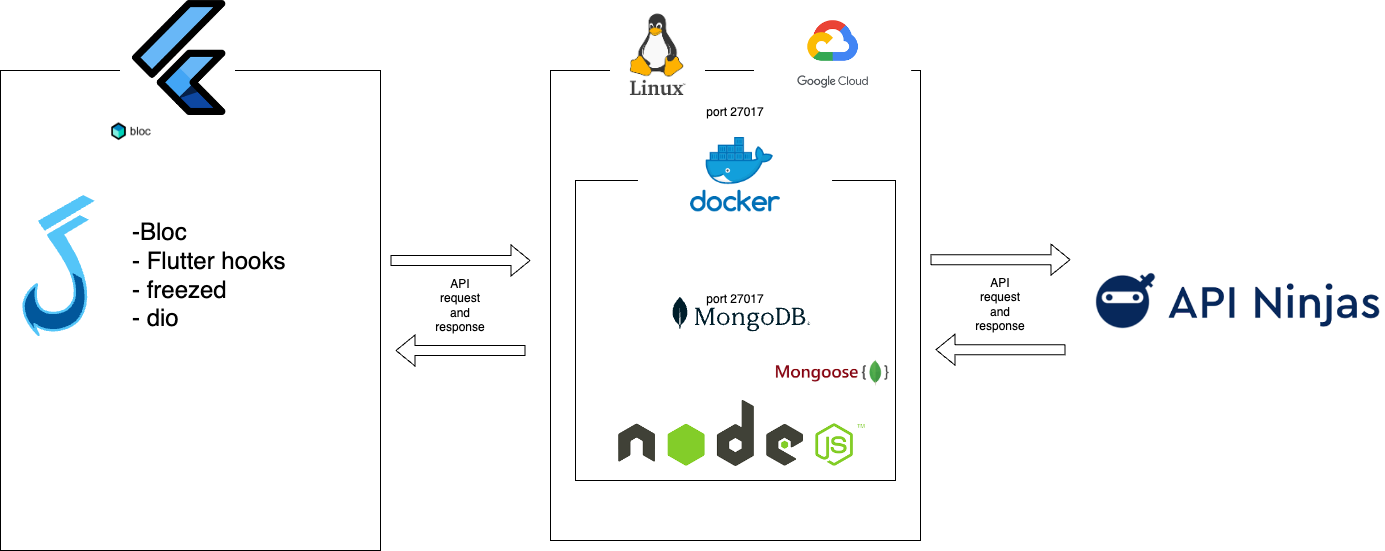 bloc
-Bloc
- Flutter hooks
- freezed
- dio
API
request
and
response
Linux
Google Cloud
port 27017
docker
port 27017
MongoDB.
Mongoose{ }
node
JS
TM
API
request
and
response
API Ninjas